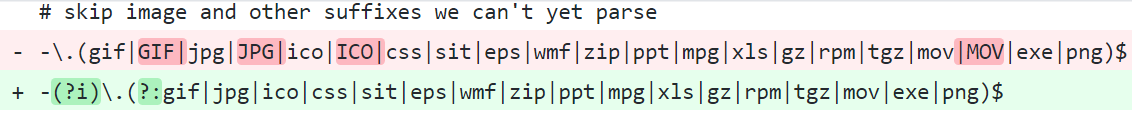 # skip image and other suffixes we can't yet parse
- -\.(gif|GIF|jpg|JPG|ico|ICO|css|sit|eps|wmf|zip|ppt|mpg|xls|gz|rpm|tgz|mov|MOV|exe|png)$
+ -(?i)\.(?:gif|jpg|ico|css|sit|eps|wmf|zip|ppt|mpg|xls|gz|rpm|tgz|mov|exe|png)$